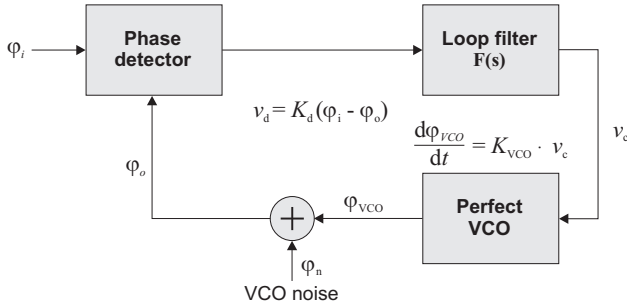 φi
Phase
detector
Loop filter
F(s)
vd = Kd(φi - φo)
dφVCO
dt
= KVCO · vc
vc
φo
φVCO
Perfect
VCO
+
φn
VCO noise